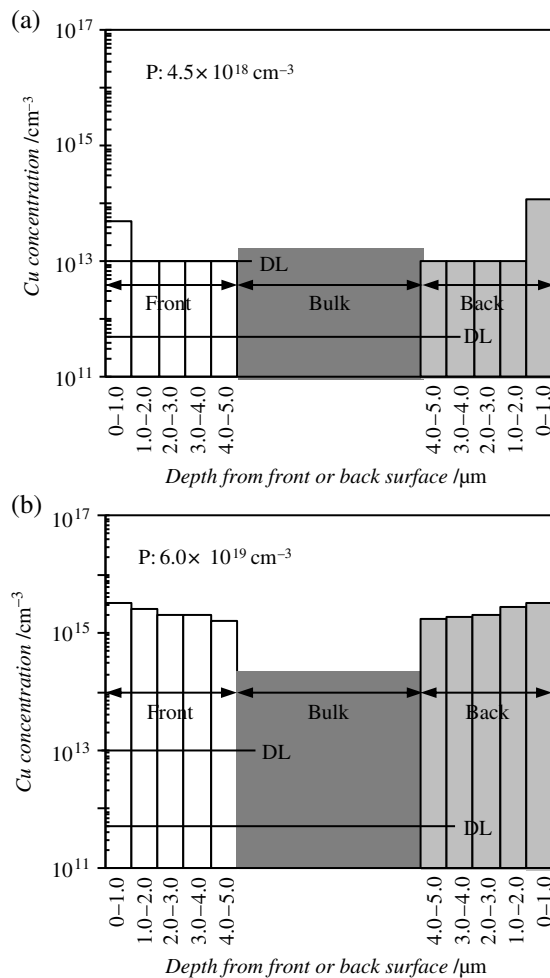 (a)
10^17
P: 4.5× 10^18 cm^–3
10^15
Cu concentration /cm^–3
10^13
DL
Front Bulk Back
DL
10^11
0–1.0 1.0–2.0 2.0–3.0 3.0–4.0 4.0–5.0 4.0–5.0 3.0–4.0 2.0–3.0 1.0–2.0 0–1.0
Depth from front or back surface /μm
(b)
10^17
P: 6.0× 10^19 cm^–3
10^15
Cu concentration /cm^–3
Front Bulk Back
10^13
DL
DL
10^11
0–1.0 1.0–2.0 2.0–3.0 3.0–4.0 4.0–5.0 4.0–5.0 3.0–4.0 2.0–3.0 1.0–2.0 0–1.0
Depth from front or back surface /μm